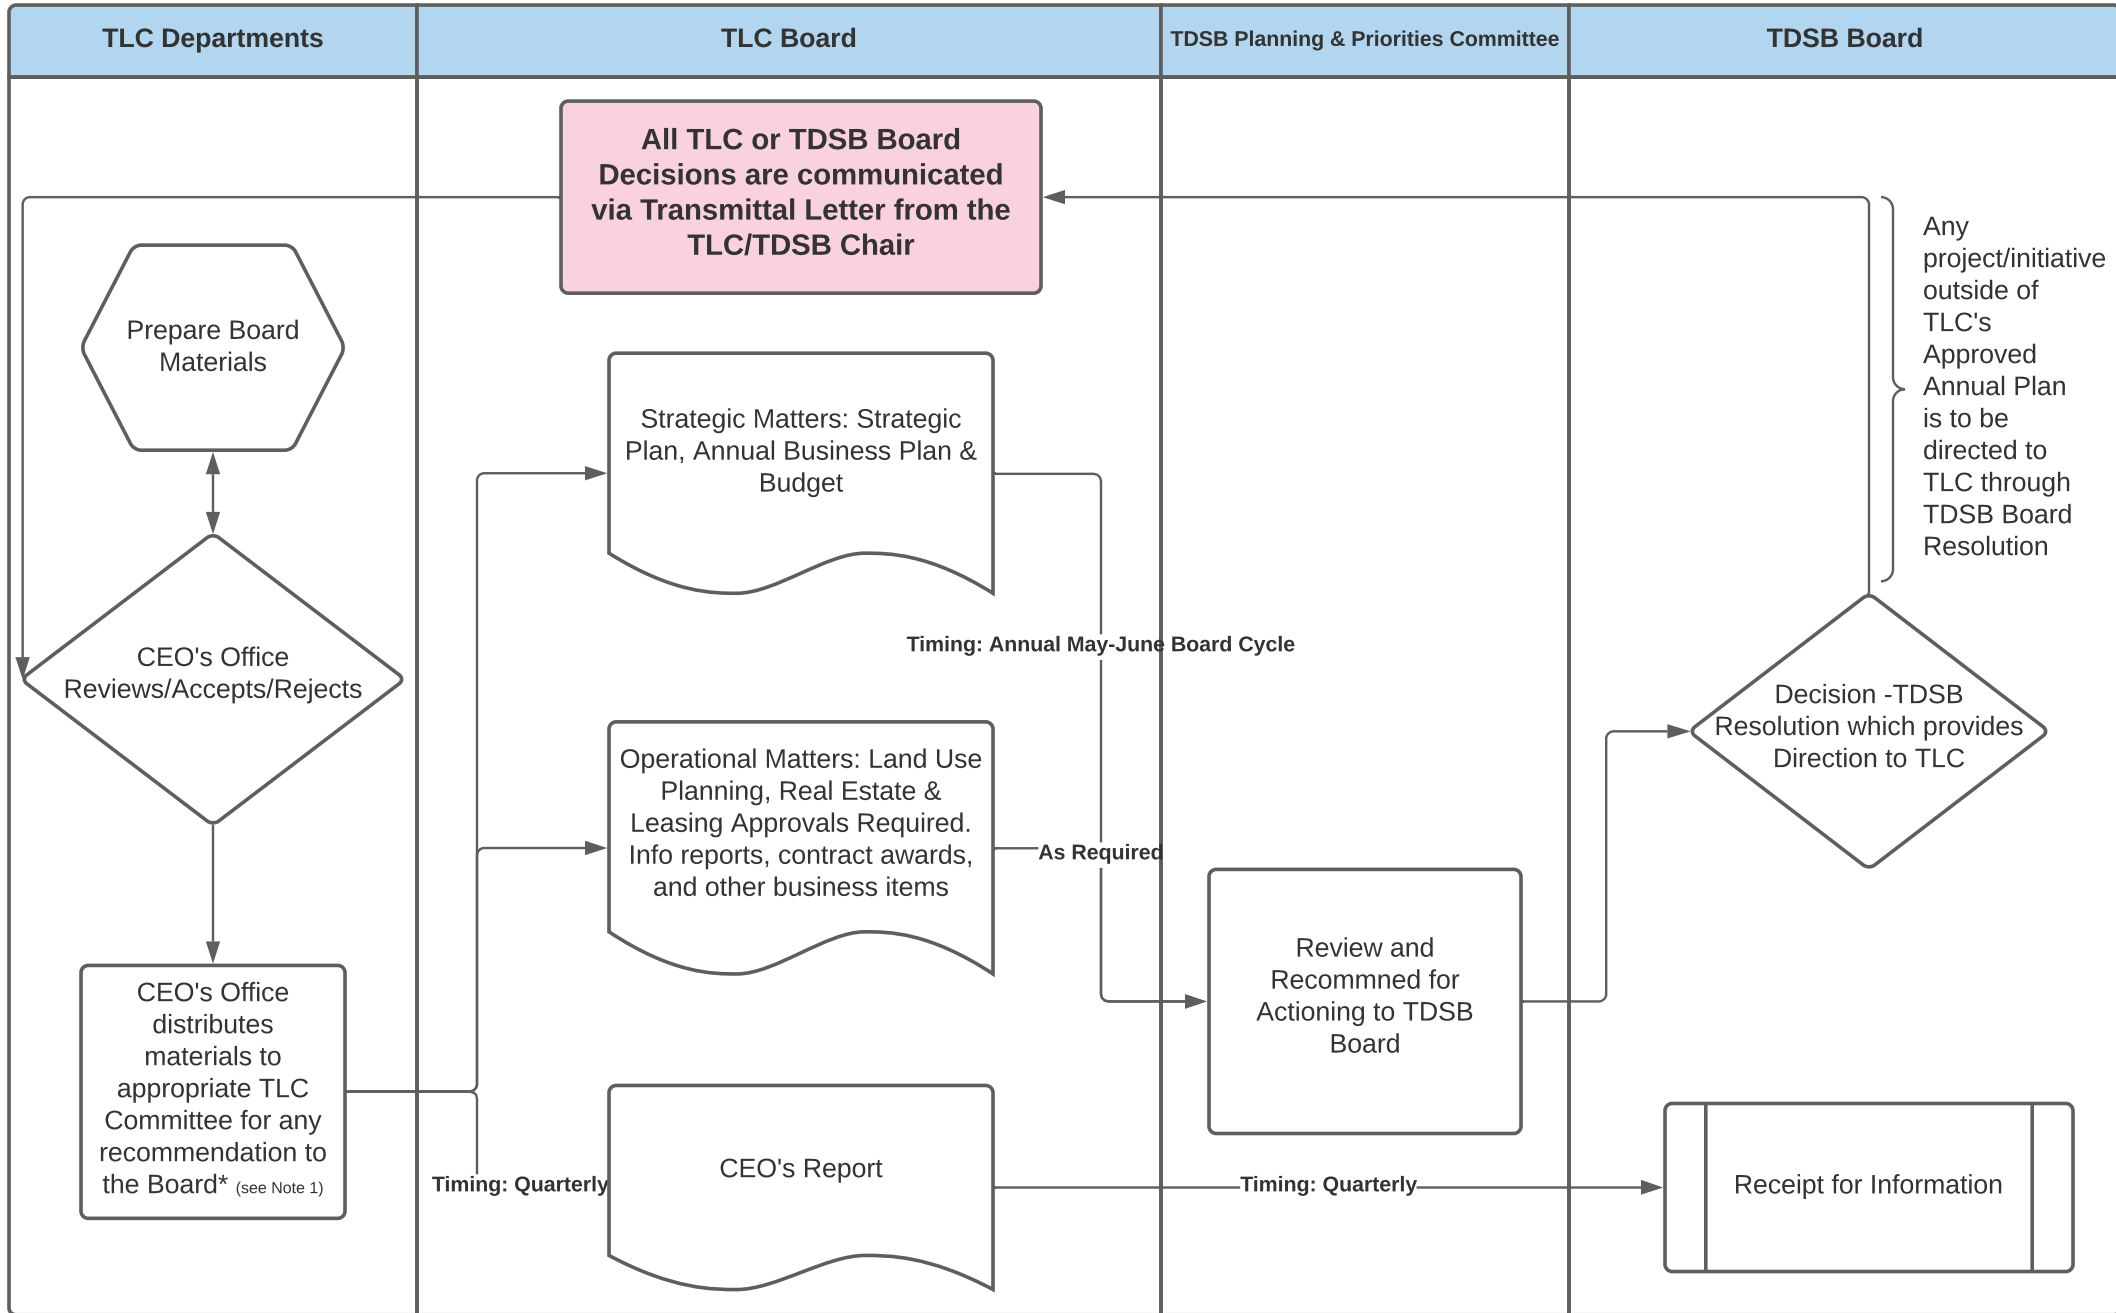 TLC Departments
TLC Board
TDSB Planning & Priorities Committee
TDSB Board
All TLC or TDSB Board
Decisions are communicated
via Transmittal Letter from the
TLC/TDSB Chair
Prepare Board
Materials
CEO's Office
Reviews/Accepts/Rejects
CEO's Office
distributes
materials to
appropriate TLC
Committee for any
recommendation to
the Board* (see Note 1)
Strategic Matters: Strategic
Plan, Annual Business Plan &
Budget
Timing: Annual May-June Board Cycle
Operational Matters: Land Use
Planning, Real Estate &
Leasing Approvals Required.
Info reports, contract awards,
and other business items
As Required
Timing: Quarterly
CEO's Report
Timing: Quarterly
Review and
Recommned for
Actioning to TDSB
Board
Any
project/initiative
outside of
TLC's
Approved
Annual Plan
is to be
directed to
TLC through
TDSB Board
Resolution
Decision -TDSB
Resolution which provides
Direction to TLC
Receipt for Information